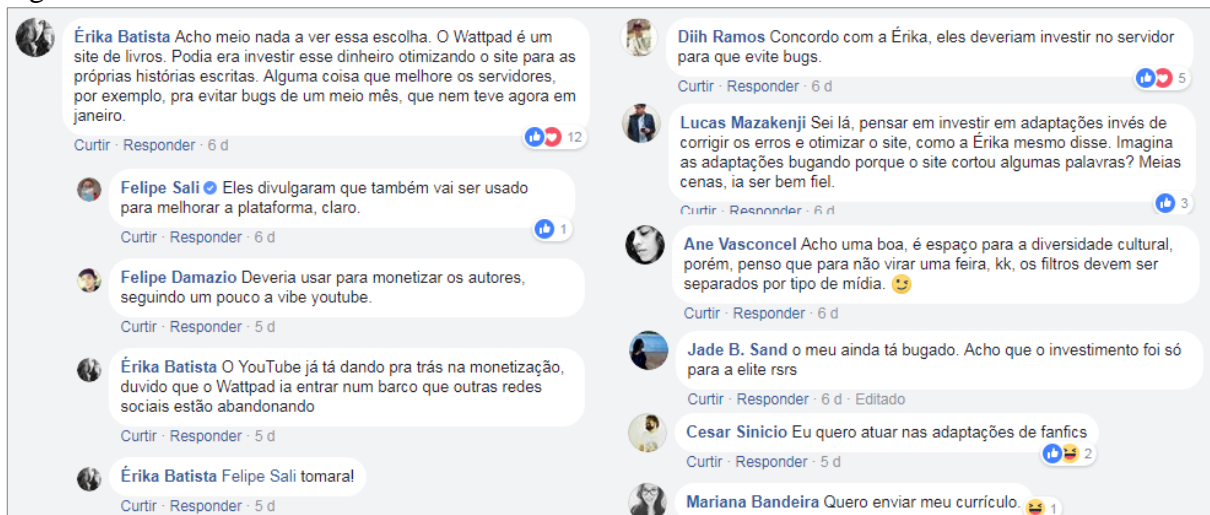 Érika Batista Acho meio nada a ver essa escolha. O Wattpad é um
site de livros. Podia era investir esse dinheiro otimizando o site para as
próprias histórias escritas. Alguma coisa que melhore os servidores,
por exemplo, pra evitar bugs de um meio mês, que nem teve agora em
janeiro.
12
Curtir · Responder · 6 d
Felipe Sali Eles divulgaram que também vai ser usado
para melhorar a plataforma, claro.
1
Curtir · Responder · 6 d
Felipe Damazio Deveria usar para monetizar os autores,
seguindo um pouco a vibe youtube.
Curtir · Responder · 5 d
Érika Batista O YouTube já tá dando pra trás na monetização,
duvido que o Wattpad ia entrar num barco que outras redes
sociais estão abandonando
Curtir · Responder · 5 d
Érika Batista Felipe Sali tomara!
Curtir · Responder · 5 d
Diih Ramos Concordo com a Érika, eles deveriam investir no servidor
para que evite bugs.
5
Curtir · Responder · 6 d
Lucas Mazakenji Sei lá, pensar em investir em adaptações invés de
corrigir os erros e otimizar o site, como a Érika mesmo disse. Imagina
as adaptações bugando porque o site cortou algumas palavras? Meias
cenas, ia ser bem fiel.
3
Curtir · Responder · 6 d
Ane Vasconcel Acho uma boa, é espaço para a diversidade cultural,
porém, penso que para não virar uma feira, kk, os filtros devem ser
separados por tipo de mídia. 😉
Curtir · Responder · 6 d
Jade B. Sand o meu ainda tá bugado. Acho que o investimento foi só
para a elite rsrs
Curtir · Responder · 6 d · Editado
Cesar Sinicio Eu quero atuar nas adaptações de fanfics
2
Curtir · Responder · 5 d
Mariana Bandeira Quero enviar meu currículo.
1